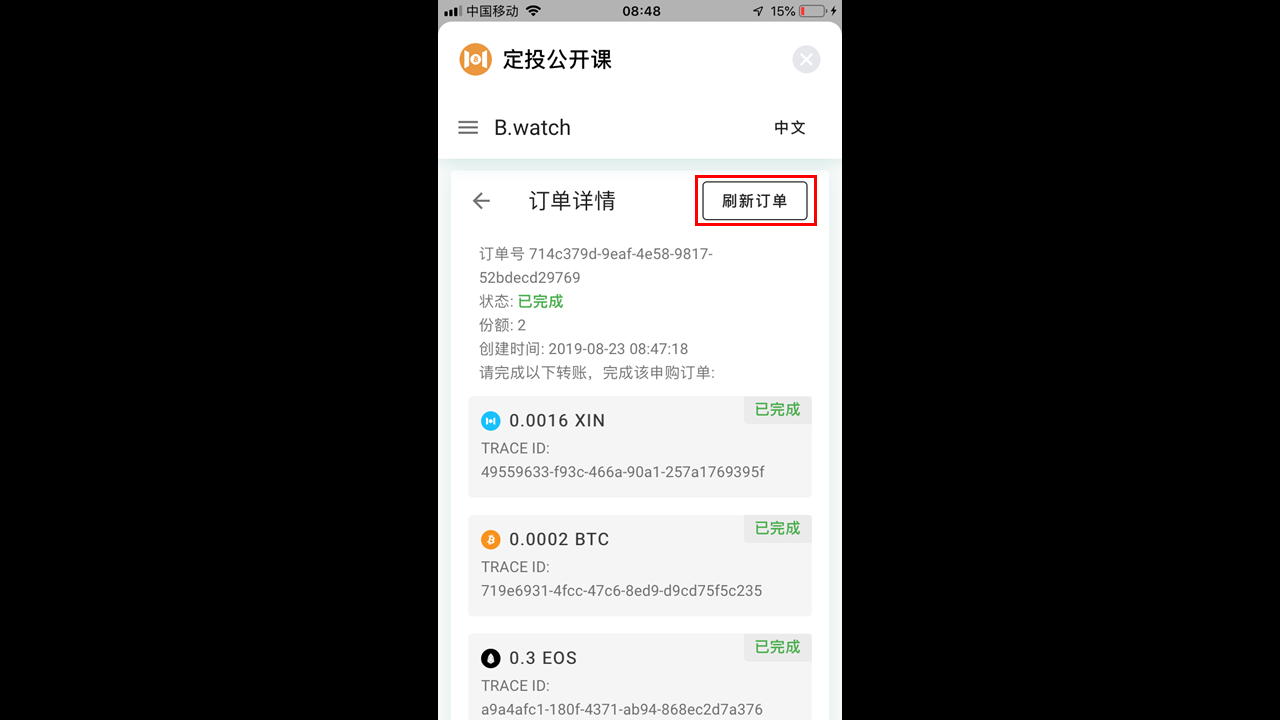 中国移动
08:48
15%
定投公开课
B.watch
中文
订单详情
刷新订单
订单号 714c379d-9eaf-4e58-9817-
52bdecd29769
状态: 已完成
份额: 2
创建时间: 2019-08-23 08:47:18
请完成以下转账，完成该申购订单:
0.0016 XIN
已完成
TRACE ID:
49559633-f93c-466a-90a1-257a1769395f
0.0002 BTC
已完成
TRACE ID:
719e6931-4fcc-47c6-8ed9-d9cd75f5c235
0.3 EOS
已完成
TRACE ID:
a9a4afc1-180f-4371-ab94-868ec2d7a376